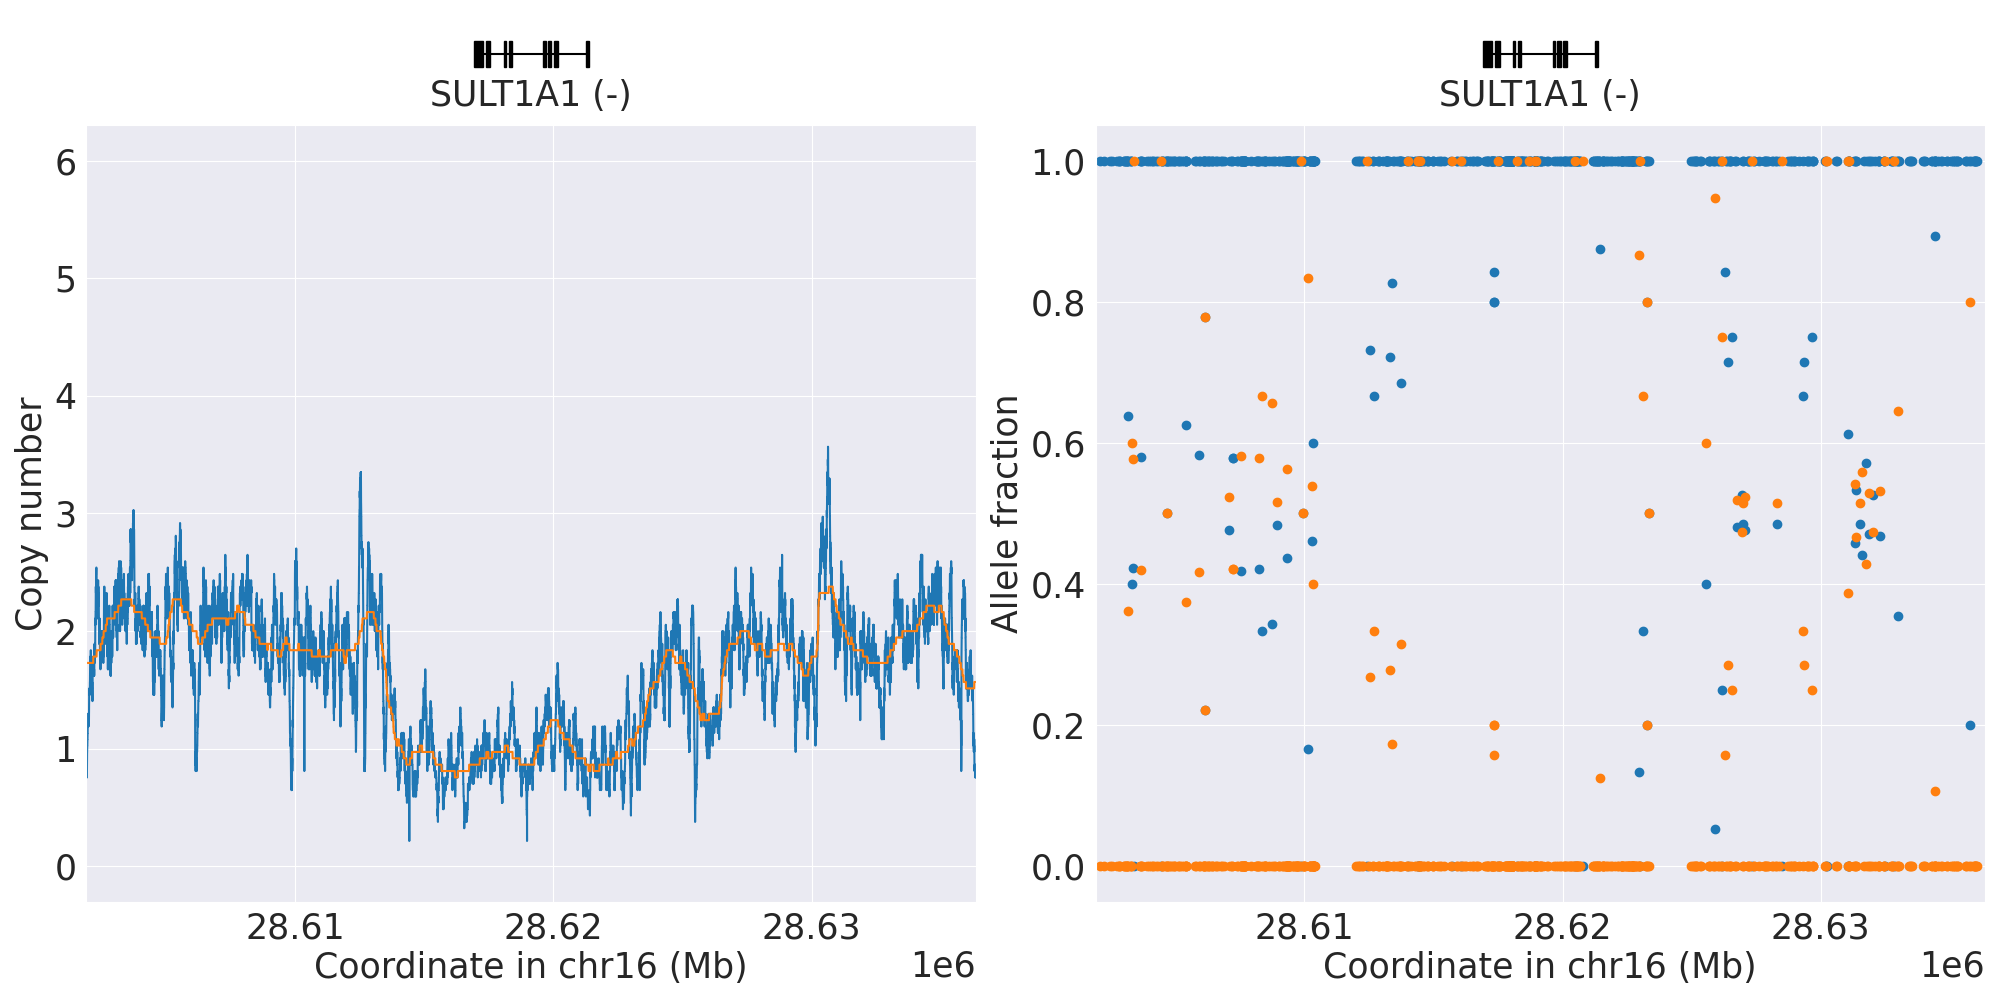 SULT1A1 (-)
6
5
4
3
2
1
0
Copy number
28.61
28.62
28.63
Coordinate in chr16 (Mb)
1e6
SULT1A1 (-)
1.0
0.8
0.6
0.4
0.2
0.0
Allele fraction
28.61
28.62
28.63
Coordinate in chr16 (Mb)
1e6